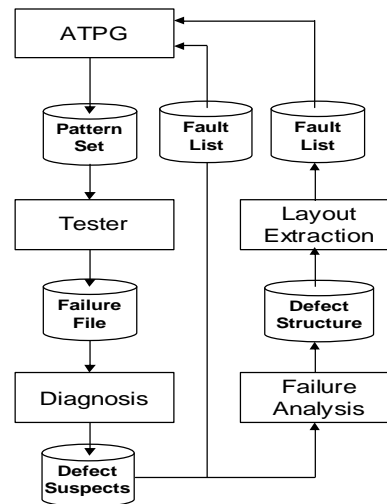 ATPG
Pattern
Set
Fault
List
Fault
List
Tester
Layout
Extraction
Failure
File
Defect
Structure
Diagnosis
Failure
Analysis
Defect
Suspects